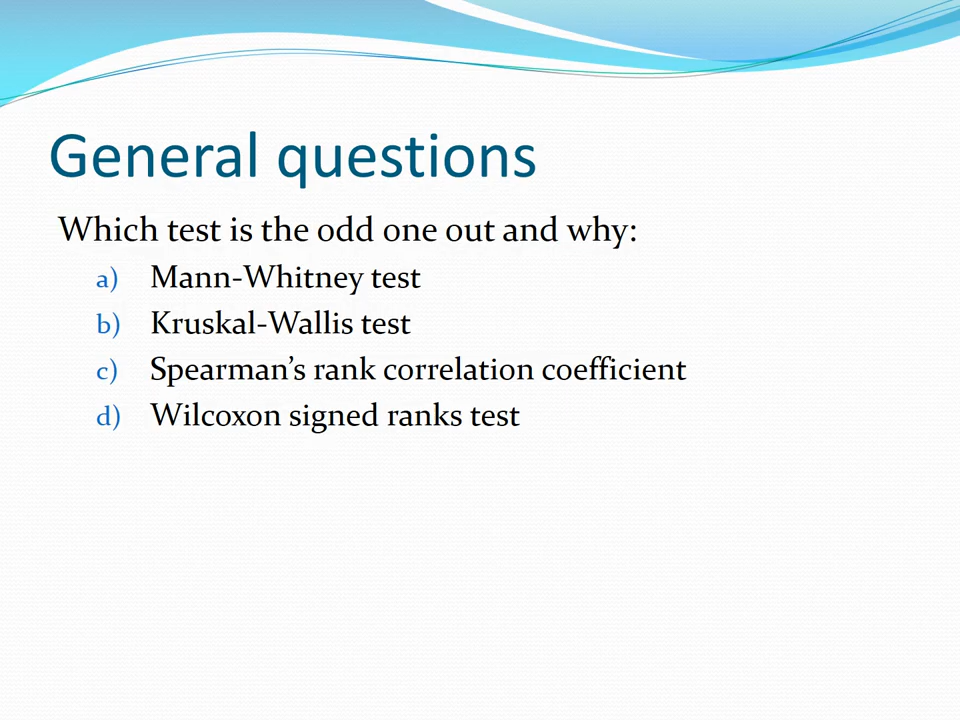 General questions
Which test is the odd one out and why:
a) Mann-Whitney test
b) Kruskal-Wallis test
c) Spearman’s rank correlation coefficient
d) Wilcoxon signed ranks test